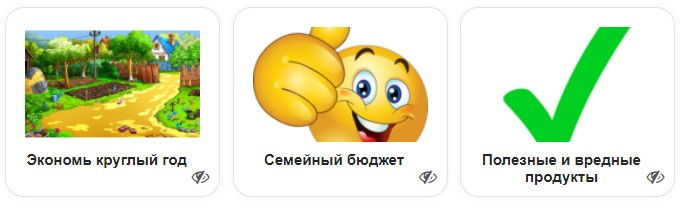 Экономь круглый год
Семейный бюджет
Полезные и вредные
продукты